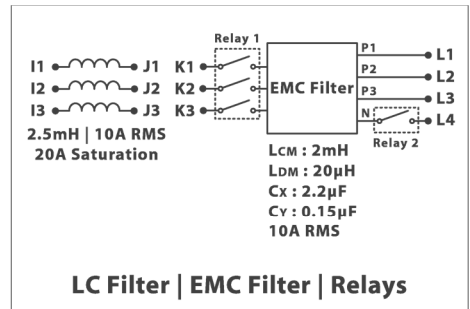 Relay 1
I1 J1 K1 P1 L1
I2 J2 K2 EMC Filter P2 L2
I3 J3 K3 P3 L3
N L4
2.5mH | 10A RMS
20A Saturation
Relay 2
LCM : 2mH
LDM : 20µH
CX : 2.2µF
CY : 0.15µF
10A RMS
LC Filter | EMC Filter | Relays